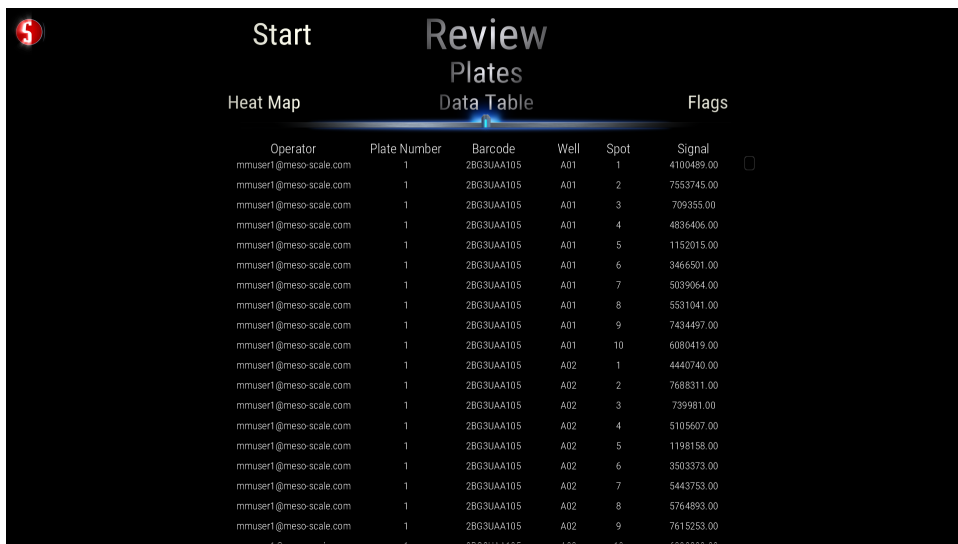 S
Start Review
Plates
Heat Map Data Table Flags
Operator Plate Number Barcode Well Spot Signal
mmuser1@meso-scale.com 1 2BG3UAA105 A01 1 4100489.00
mmuser1@meso-scale.com 1 2BG3UAA105 A01 2 7553745.00
mmuser1@meso-scale.com 1 2BG3UAA105 A01 3 709355.00
mmuser1@meso-scale.com 1 2BG3UAA105 A01 4 4836406.00
mmuser1@meso-scale.com 1 2BG3UAA105 A01 5 1152015.00
mmuser1@meso-scale.com 1 2BG3UAA105 A01 6 3466501.00
mmuser1@meso-scale.com 1 2BG3UAA105 A01 7 5039064.00
mmuser1@meso-scale.com 1 2BG3UAA105 A01 8 5531041.00
mmuser1@meso-scale.com 1 2BG3UAA105 A01 9 7434497.00
mmuser1@meso-scale.com 1 2BG3UAA105 A01 10 6080419.00
mmuser1@meso-scale.com 1 2BG3UAA105 A02 1 4440740.00
mmuser1@meso-scale.com 1 2BG3UAA105 A02 2 7688311.00
mmuser1@meso-scale.com 1 2BG3UAA105 A02 3 739981.00
mmuser1@meso-scale.com 1 2BG3UAA105 A02 4 5105607.00
mmuser1@meso-scale.com 1 2BG3UAA105 A02 5 1198158.00
mmuser1@meso-scale.com 1 2BG3UAA105 A02 6 3503373.00
mmuser1@meso-scale.com 1 2BG3UAA105 A02 7 5443753.00
mmuser1@meso-scale.com 1 2BG3UAA105 A02 8 5764893.00
mmuser1@meso-scale.com 1 2BG3UAA105 A02 9 7615253.00